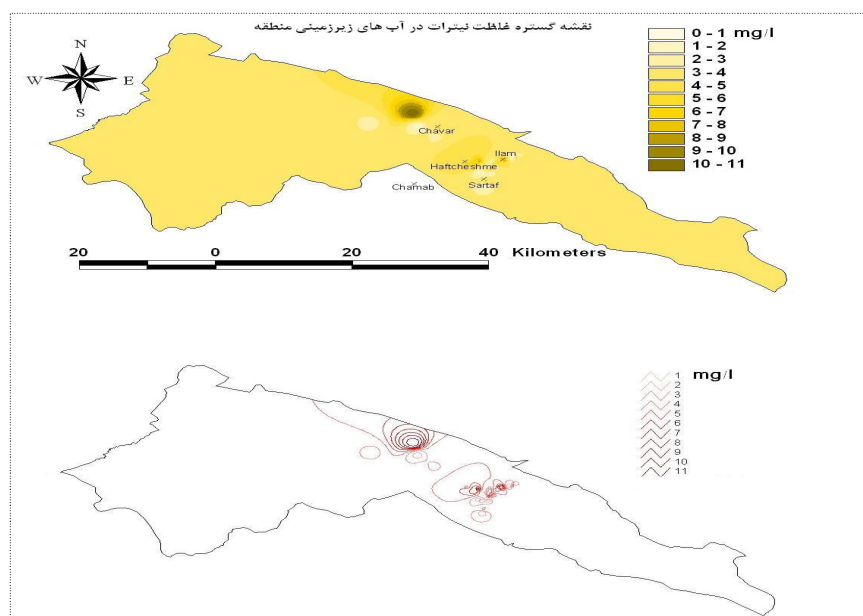 نقشه گستره غلظت نیترات در آب های زیرزمینی منطقه
N
W E
S
0 - 1 mg/l
1 - 2
2 - 3
3 - 4
4 - 5
5 - 6
6 - 7
7 - 8
8 - 9
9 - 10
10 - 11
Chavar
Ilam
Haftcheshme
Chamab
Sartaf
20 0 20 40 Kilometers
1 mg/l
2
3
4
5
6
7
8
9
10
11